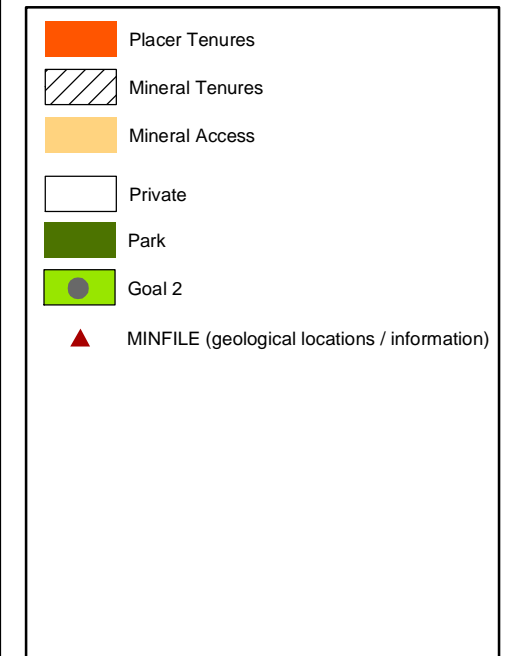 Placer Tenures
Mineral Tenures
Mineral Access
Private
Park
Goal 2
MINFILE (geological locations / information)